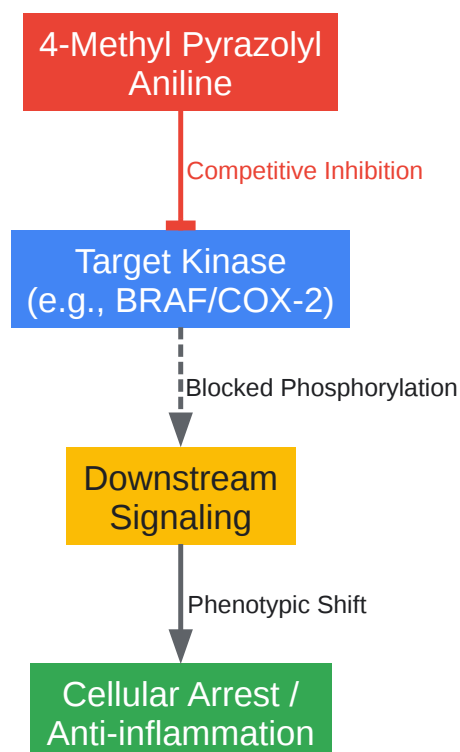 4-Methyl Pyrazolyl
Aniline
Competitive Inhibition
Target Kinase
(e.g., BRAF/COX-2)
Blocked Phosphorylation
Downstream
Signaling
Phenotypic Shift
Cellular Arrest /
Anti-inflammation